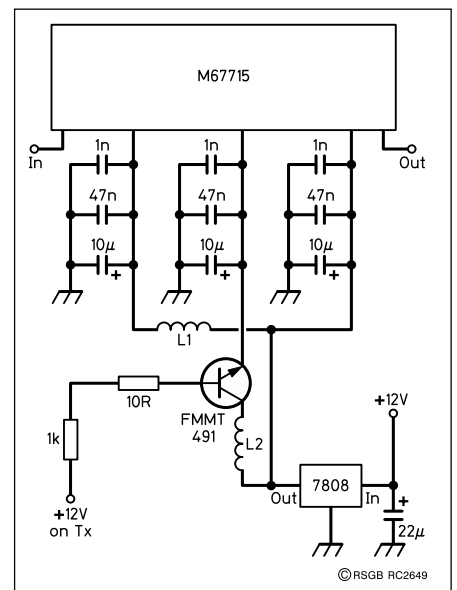 M67715
In
Out
1n
1n
1n
47n
47n
47n
10µ
+
10µ
+
10µ
+
L1
10R
FMMT
491
+12V
1k
L2
7808
Out
In
+
22µ
+12V
on Tx
© RSGB RC2649